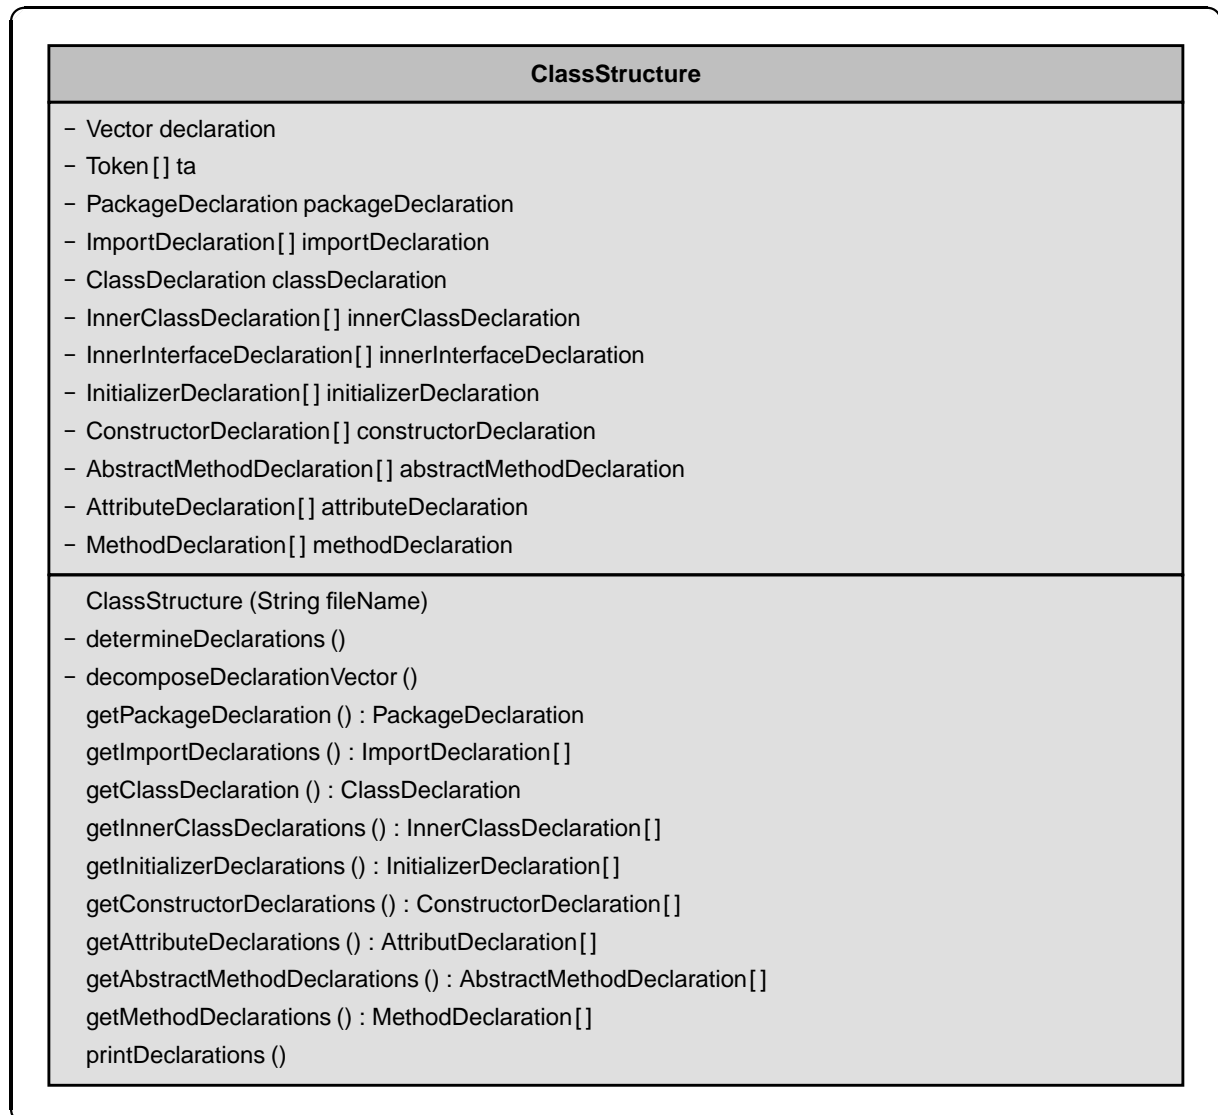 ClassStructure
− Vector declaration
− Token[] ta
− PackageDeclaration packageDeclaration
− ImportDeclaration[] importDeclaration
− ClassDeclaration classDeclaration
− InnerClassDeclaration[] innerClassDeclaration
− InnerInterfaceDeclaration[] innerInterfaceDeclaration
− InitializerDeclaration[] initializerDeclaration
− ConstructorDeclaration[] constructorDeclaration
− AbstractMethodDeclaration[] abstractMethodDeclaration
− AttributeDeclaration[] attributeDeclaration
− MethodDeclaration[] methodDeclaration
ClassStructure (String fileName)
− determineDeclarations ()
− decomposeDeclarationVector ()
getPackageDeclaration () : PackageDeclaration
getImportDeclarations () : ImportDeclaration[]
getClassDeclaration () : ClassDeclaration
getInnerClassDeclarations () : InnerClassDeclaration[]
getInitializerDeclarations () : InitializerDeclaration[]
getConstructorDeclarations () : ConstructorDeclaration[]
getAttributeDeclarations () : AttributDeclaration[]
getAbstractMethodDeclarations () : AbstractMethodDeclaration[]
getMethodDeclarations () : MethodDeclaration[]
printDeclarations ()